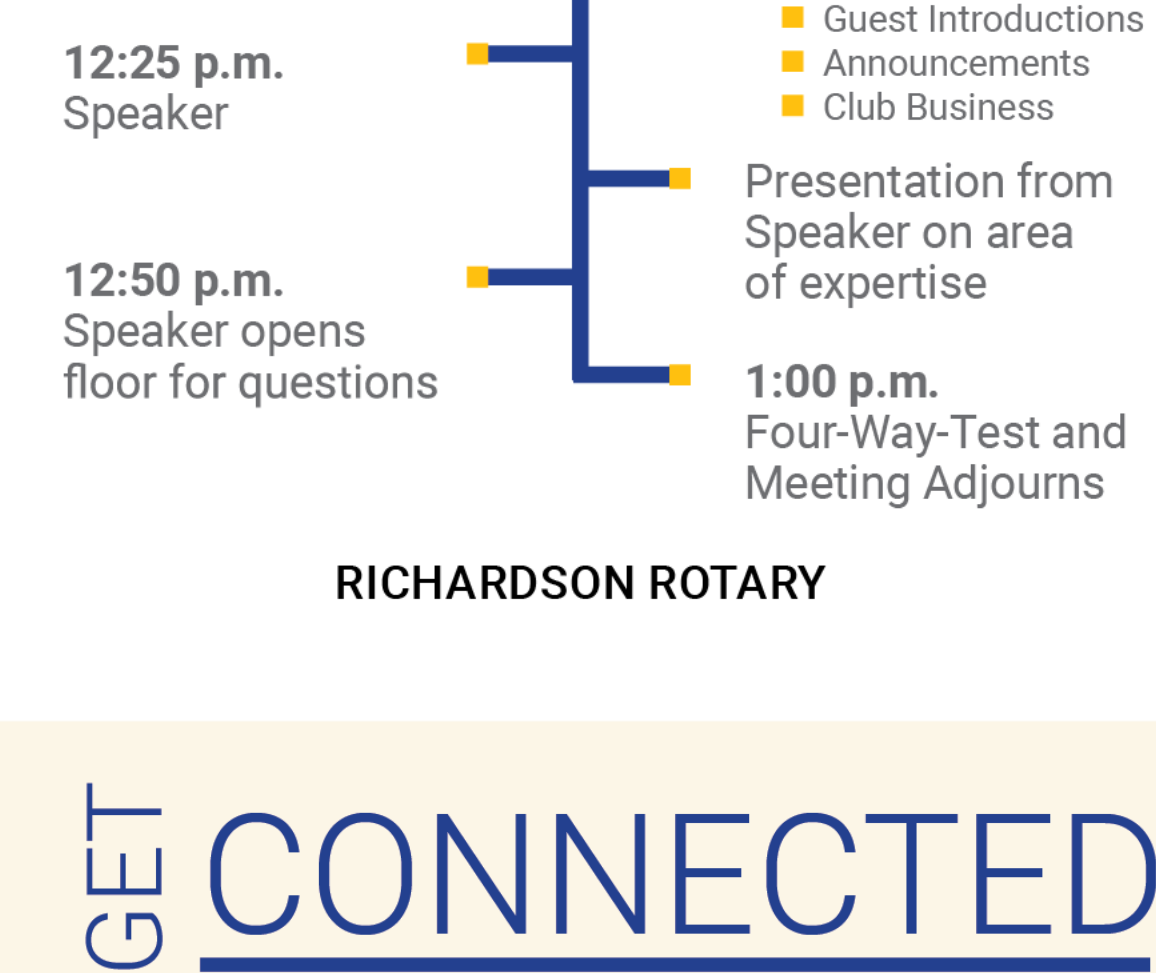 Guest Introductions
Announcements
Club Business
12:25 p.m.
Speaker
Presentation from
Speaker on area
of expertise
12:50 p.m.
Speaker opens
floor for questions
1:00 p.m.
Four-Way-Test and
Meeting Adjourns
RICHARDSON ROTARY
GET
CONNECTED